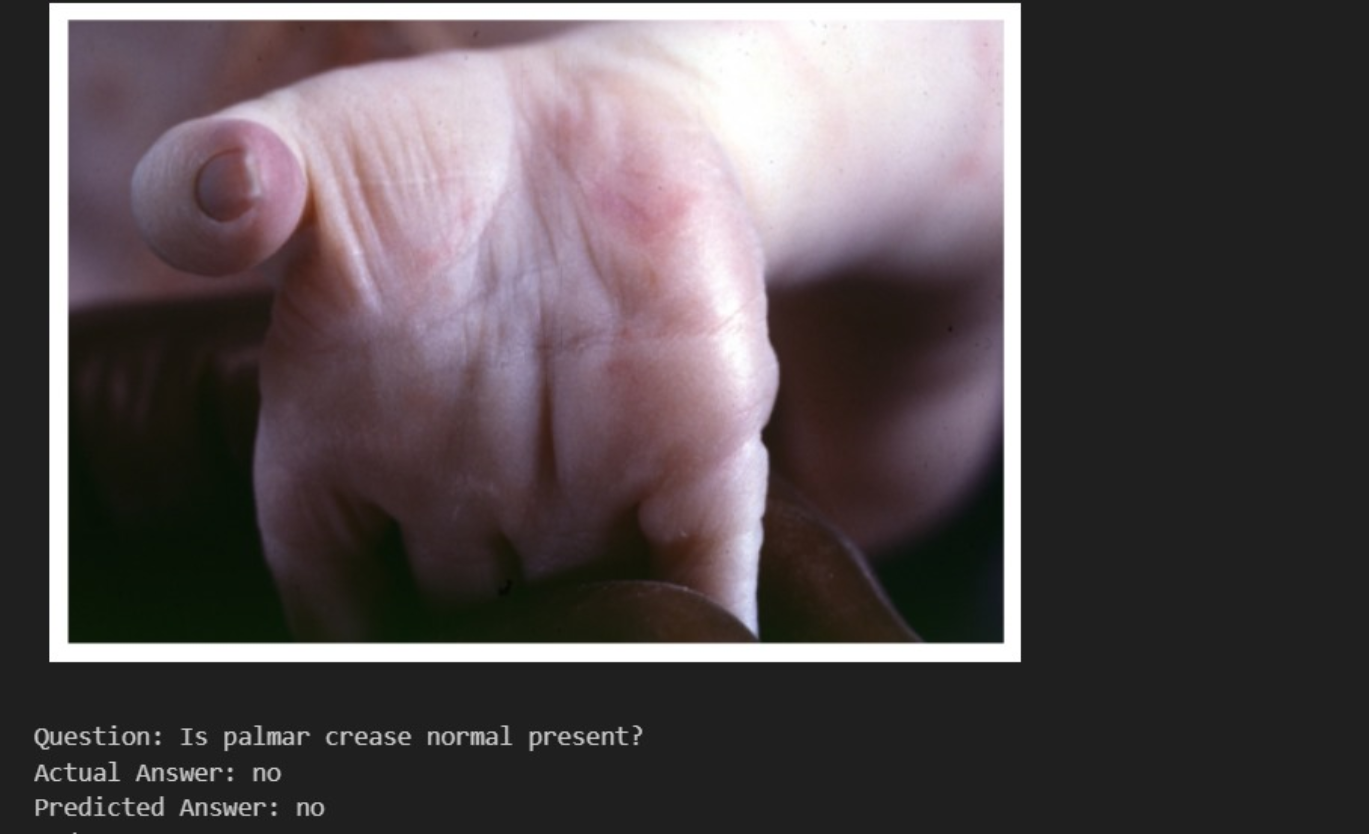 Question: Is palmar crease normal present?
Actual Answer: no
Predicted Answer: no